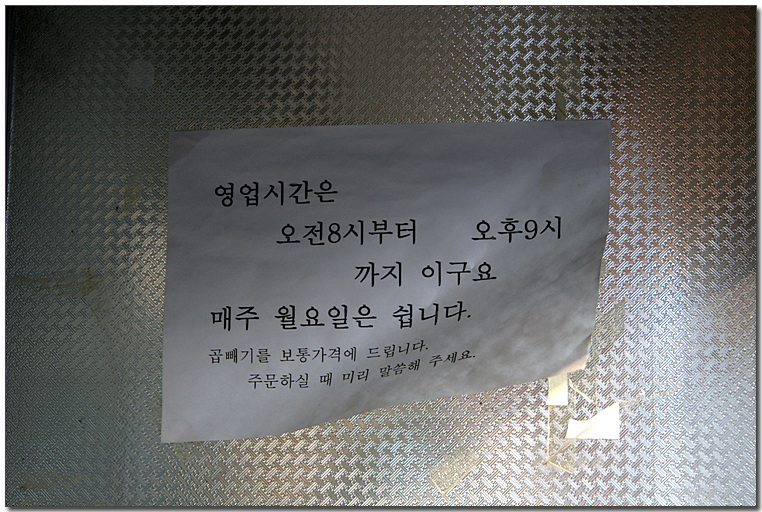 영업시간은
오전8시부터 오후9시
까지 이구요
매주 월요일은 쉽니다.
곱빼기를 보통가격에 드립니다.
주문하실 때 미리 말씀해 주세요.